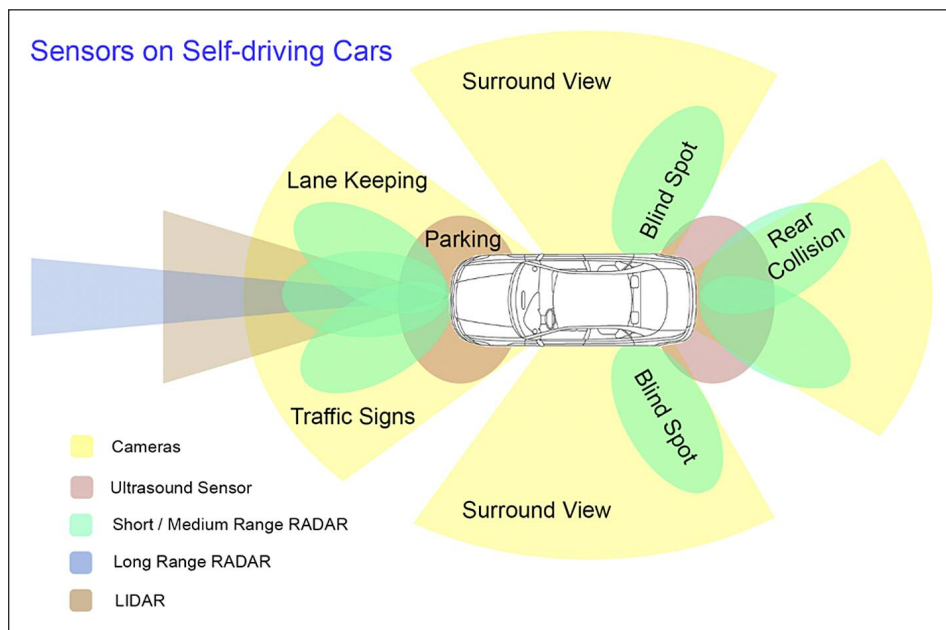 Sensors on Self-driving Cars
Surround View
Blind Spot
Lane Keeping
Rear
Collision
Parking
Blind Spot
Traffic Signs
Surround View
Cameras
Ultrasound Sensor
Short / Medium Range RADAR
Long Range RADAR
LIDAR